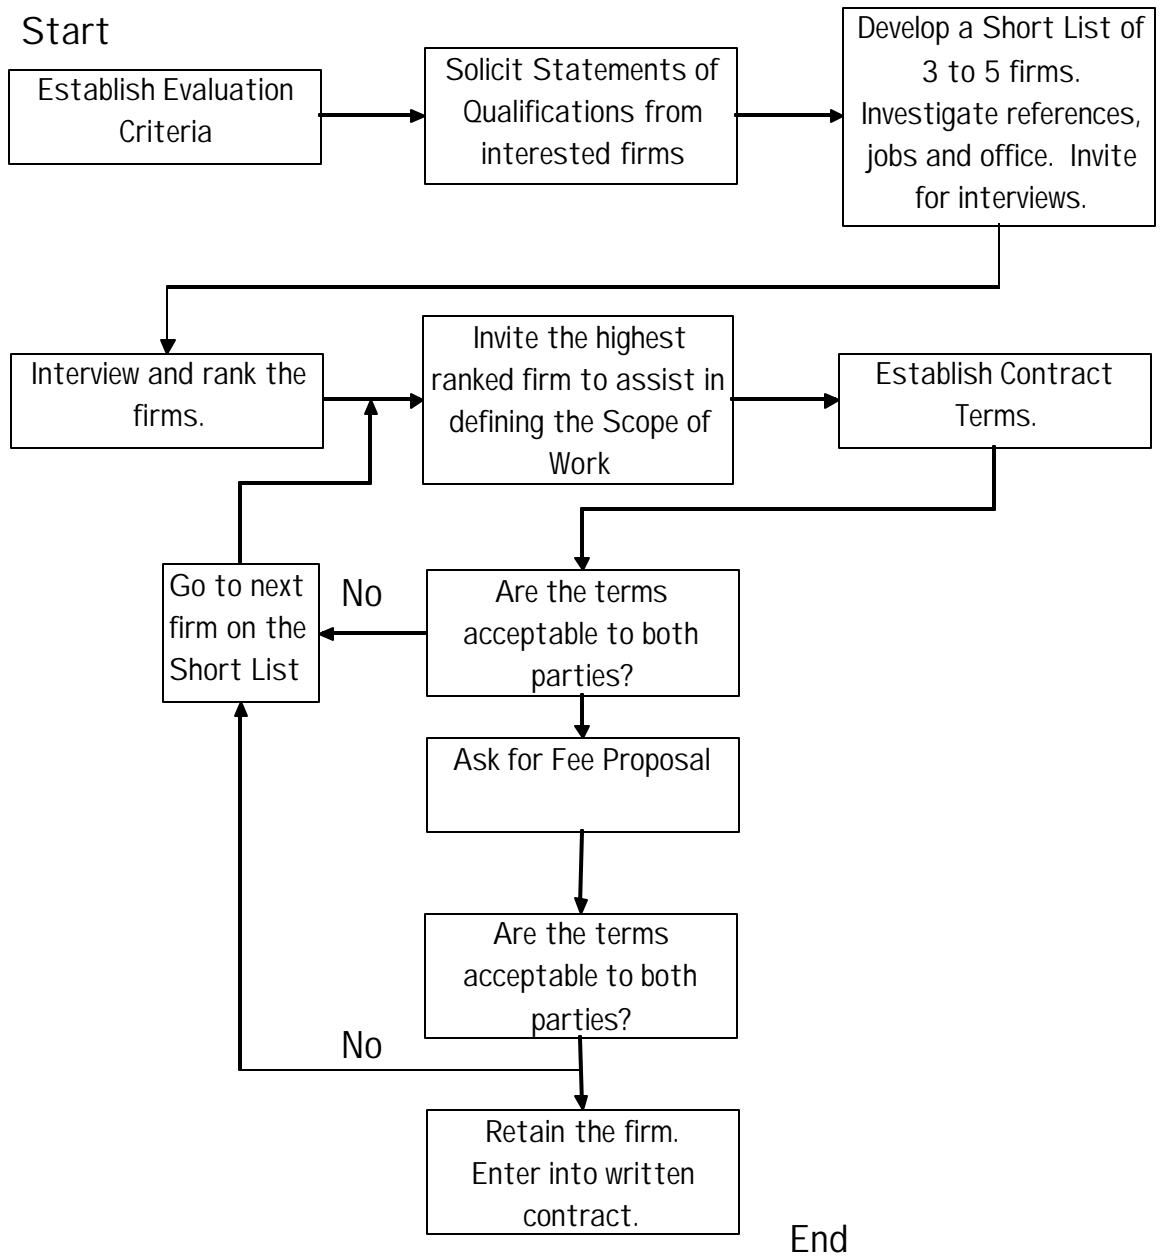 Start
Establish Evaluation
Criteria
Solicit Statements of
Qualifications from
interested firms
Develop a Short List of
3 to 5 firms.
Investigate references,
jobs and office.  Invite
for interviews.
Interview and rank the
firms.
Invite the highest
ranked firm to assist in
defining the Scope of
Work
Establish Contract
Terms.
Go to next
firm on the
Short List
No
Are the terms
acceptable to both
parties?
Ask for Fee Proposal
Are the terms
acceptable to both
parties?
No
Retain the firm.
Enter into written
contract.
End